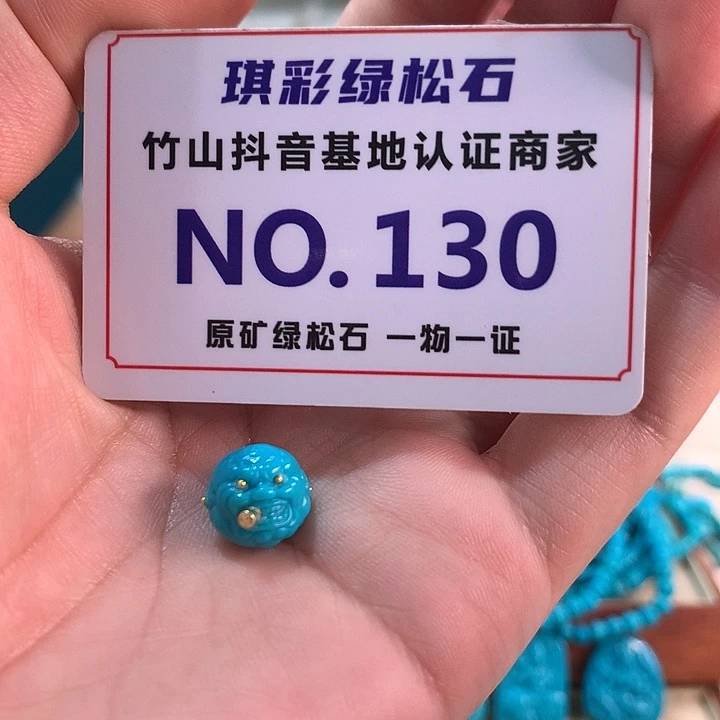 琪彩绿松石
竹山抖音基地认证商家
NO.130
原矿绿松石 一物一证